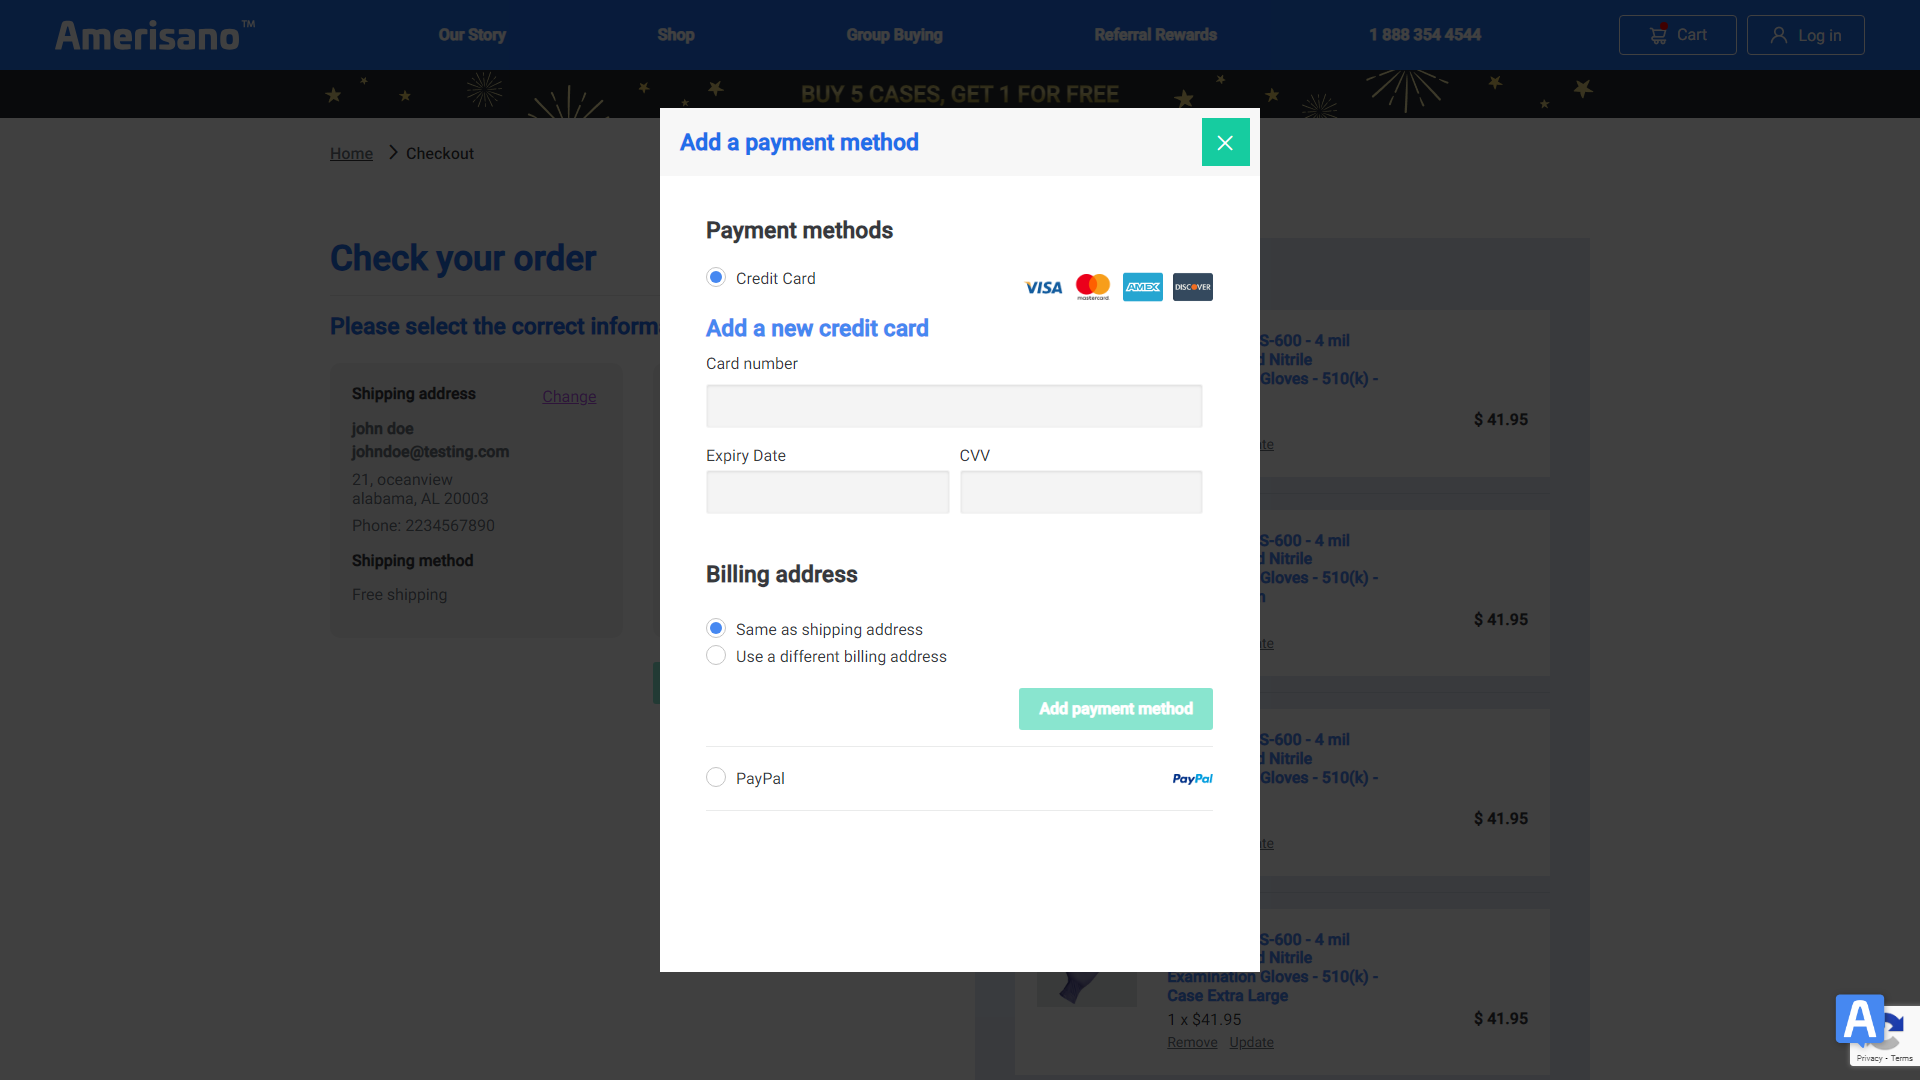 Amerisano™
Our Story
Shop
Group Buying
Referral Rewards
1 888 354 4544
Cart
Log in
BUY 5 CASES, GET 1 FOR FREE
Home
Checkout
Add a payment method
Check your order
Please select the correct inform
Shipping address
Change
john doe
johndoe@testing.com
21, oceanview
alabama, AL 20003
Phone: 2234567890
Shipping method
Free shipping
Payment methods
Credit Card
VISA
mastercard
AMEX
DISCOVER
Add a new credit card
Card number
Expiry Date
CVV
Billing address
Same as shipping address
Use a different billing address
Add payment method
PayPal
PayPal
S-600 - 4 mil
d Nitrile
Gloves - 510(k) -
$ 41.95
te
S-600 - 4 mil
d Nitrile
Gloves - 510(k) -
n
$ 41.95
te
S-600 - 4 mil
d Nitrile
Gloves - 510(k) -
$ 41.95
te
S-600 - 4 mil
d Nitrile
Examination Gloves - 510(k) -
Case Extra Large
1 x $41.95
$ 41.95
Remove
Update
A
Privacy - Terms